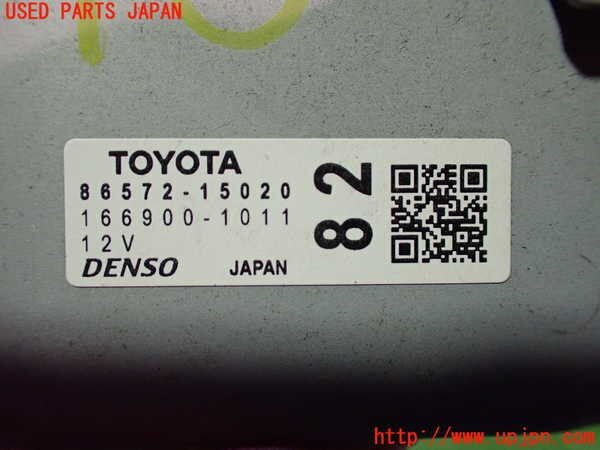 USED PARTS JAPAN
TOYOTA
86572-15020
166900-1011
12V
DENSO JAPAN
82
http://www.upjpn.com/